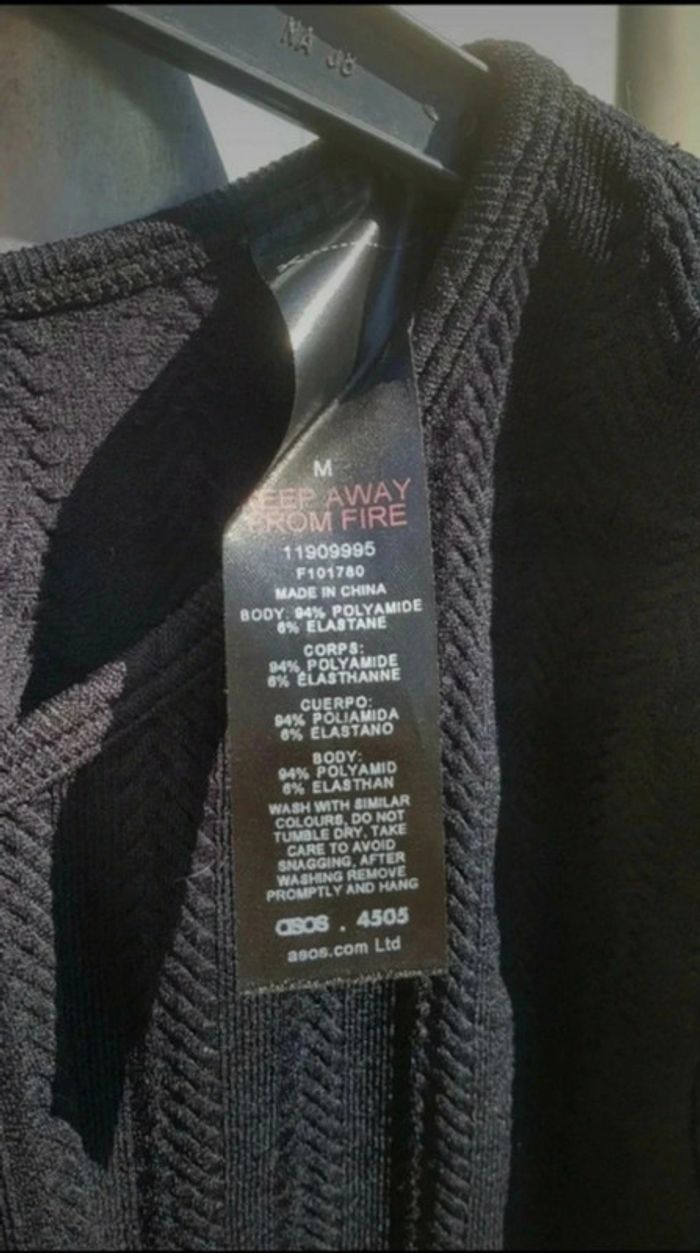 M
KEEP AWAY
FROM FIRE
11909995
F101780
MADE IN CHINA
BODY: 94% POLYAMIDE
6% ELASTANE
CORPS:
94% POLYAMIDE
6% ÉLASTHANNE
CUERPO:
94% POLIAMIDA
6% ELASTANO
BODY:
94% POLYAMID
6% ELASTHAN
WASH WITH SIMILAR
COLOURS, DO NOT
TUMBLE DRY, TAKE
CARE TO AVOID
SNAGGING, AFTER
WASHING REMOVE
PROMPTLY AND HANG
asos . 4505
asos.com Ltd